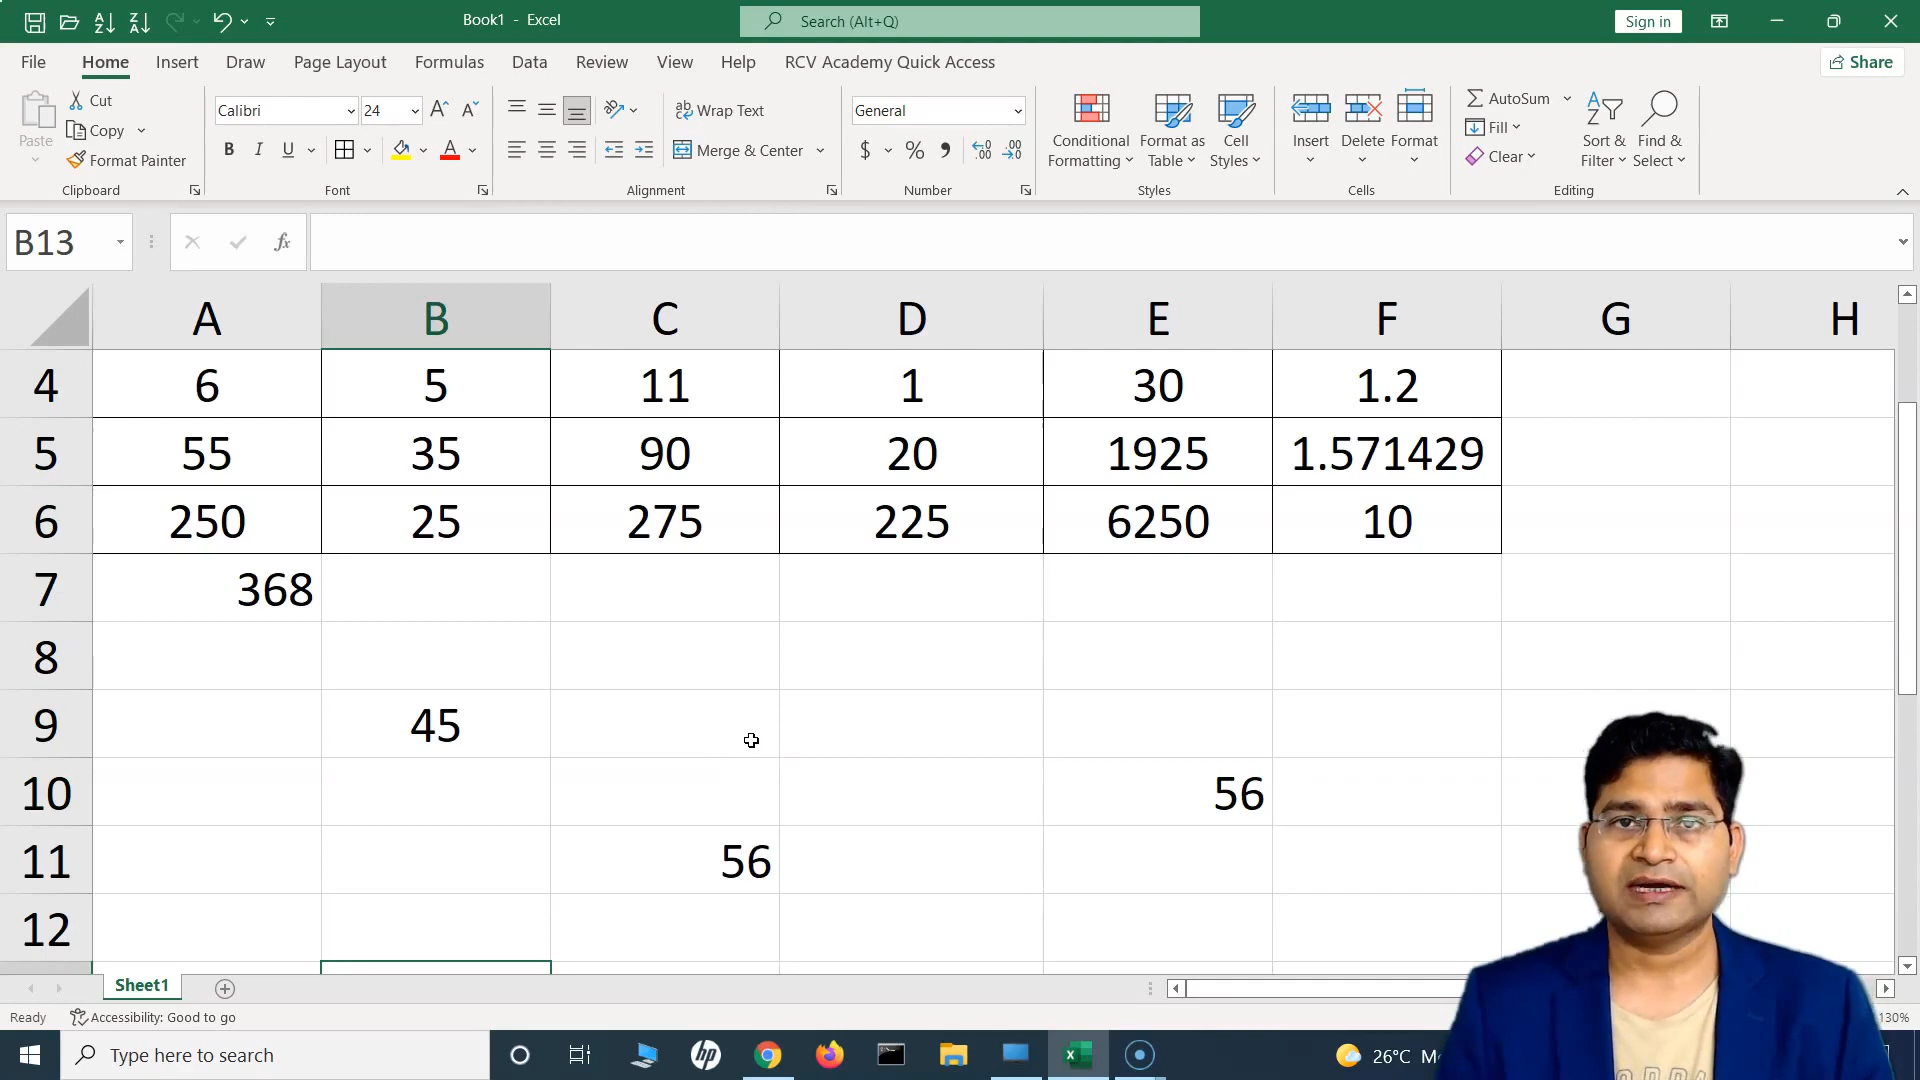 Book1 - Excel
Search (Alt+Q)
Sign in
File Home Insert Draw Page Layout Formulas Data Review View Help RCV Academy Quick Access
Share
Paste
Cut
Copy
Format Painter
Clipboard
Calibri 24
B I U
Font
Wrap Text
Merge & Center
Alignment
General
$ % ,
Number
Conditional Formatting
Format as Table
Cell Styles
Styles
Insert Delete Format
Cells
AutoSum
Fill
Clear
Sort & Filter
Find & Select
Editing
B13
fx
A B C D E F G H
4 6 5 11 1 30 1.2
5 55 35 90 20 1925 1.571429
6 250 25 275 225 6250 10
7 368
8
9 45
10 56
11 56
12
Sheet1
Ready Accessibility: Good to go
130%
Type here to search
hp
26°C